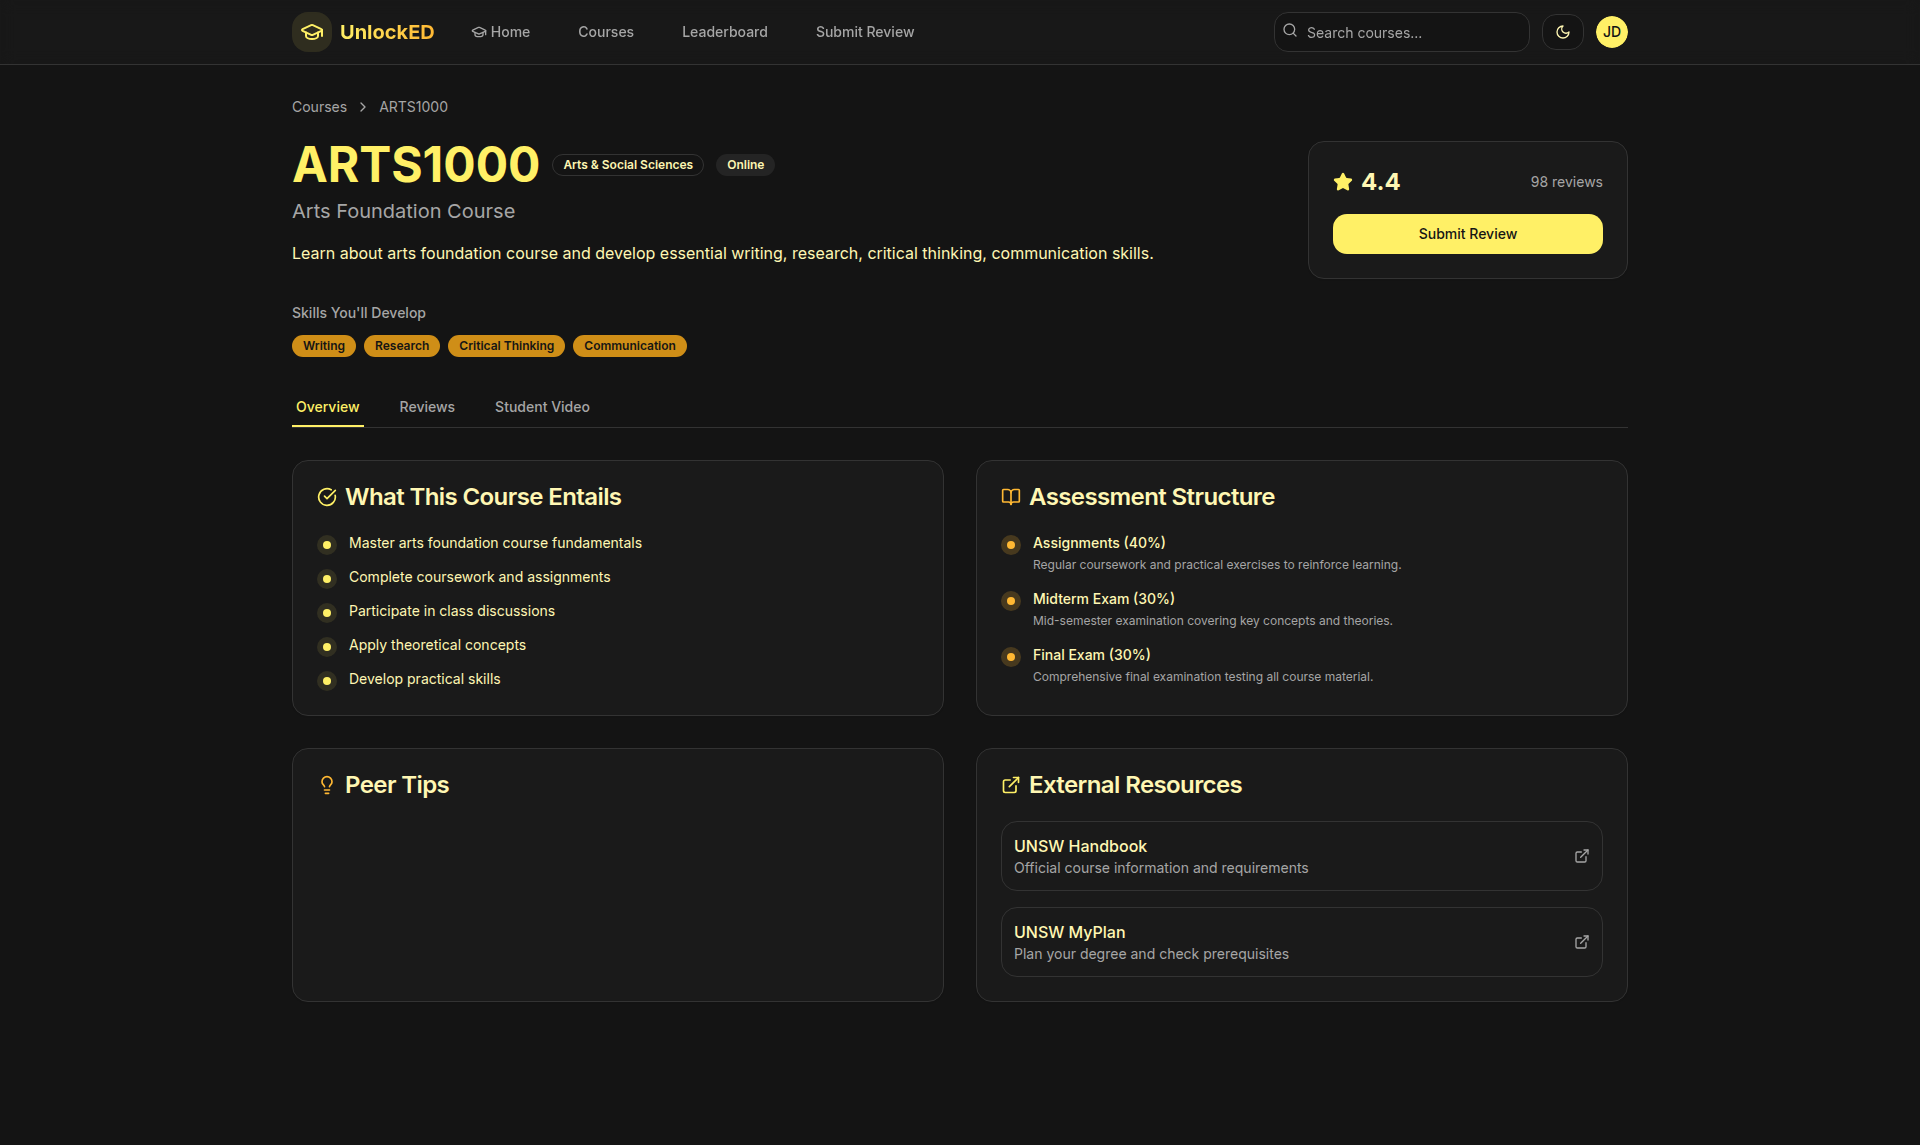 UnlockED
Home
Courses
Leaderboard
Submit Review
Search courses...
JD
Courses
ARTS1000
ARTS1000
Arts & Social Sciences
Online
Arts Foundation Course
Learn about arts foundation course and develop essential writing, research, critical thinking, communication skills.
4.4
98 reviews
Submit Review
Skills You'll Develop
Writing
Research
Critical Thinking
Communication
Overview
Reviews
Student Video
What This Course Entails
Master arts foundation course fundamentals
Complete coursework and assignments
Participate in class discussions
Apply theoretical concepts
Develop practical skills
Assessment Structure
Assignments (40%)
Regular coursework and practical exercises to reinforce learning.
Midterm Exam (30%)
Mid-semester examination covering key concepts and theories.
Final Exam (30%)
Comprehensive final examination testing all course material.
Peer Tips
External Resources
UNSW Handbook
Official course information and requirements
UNSW MyPlan
Plan your degree and check prerequisites